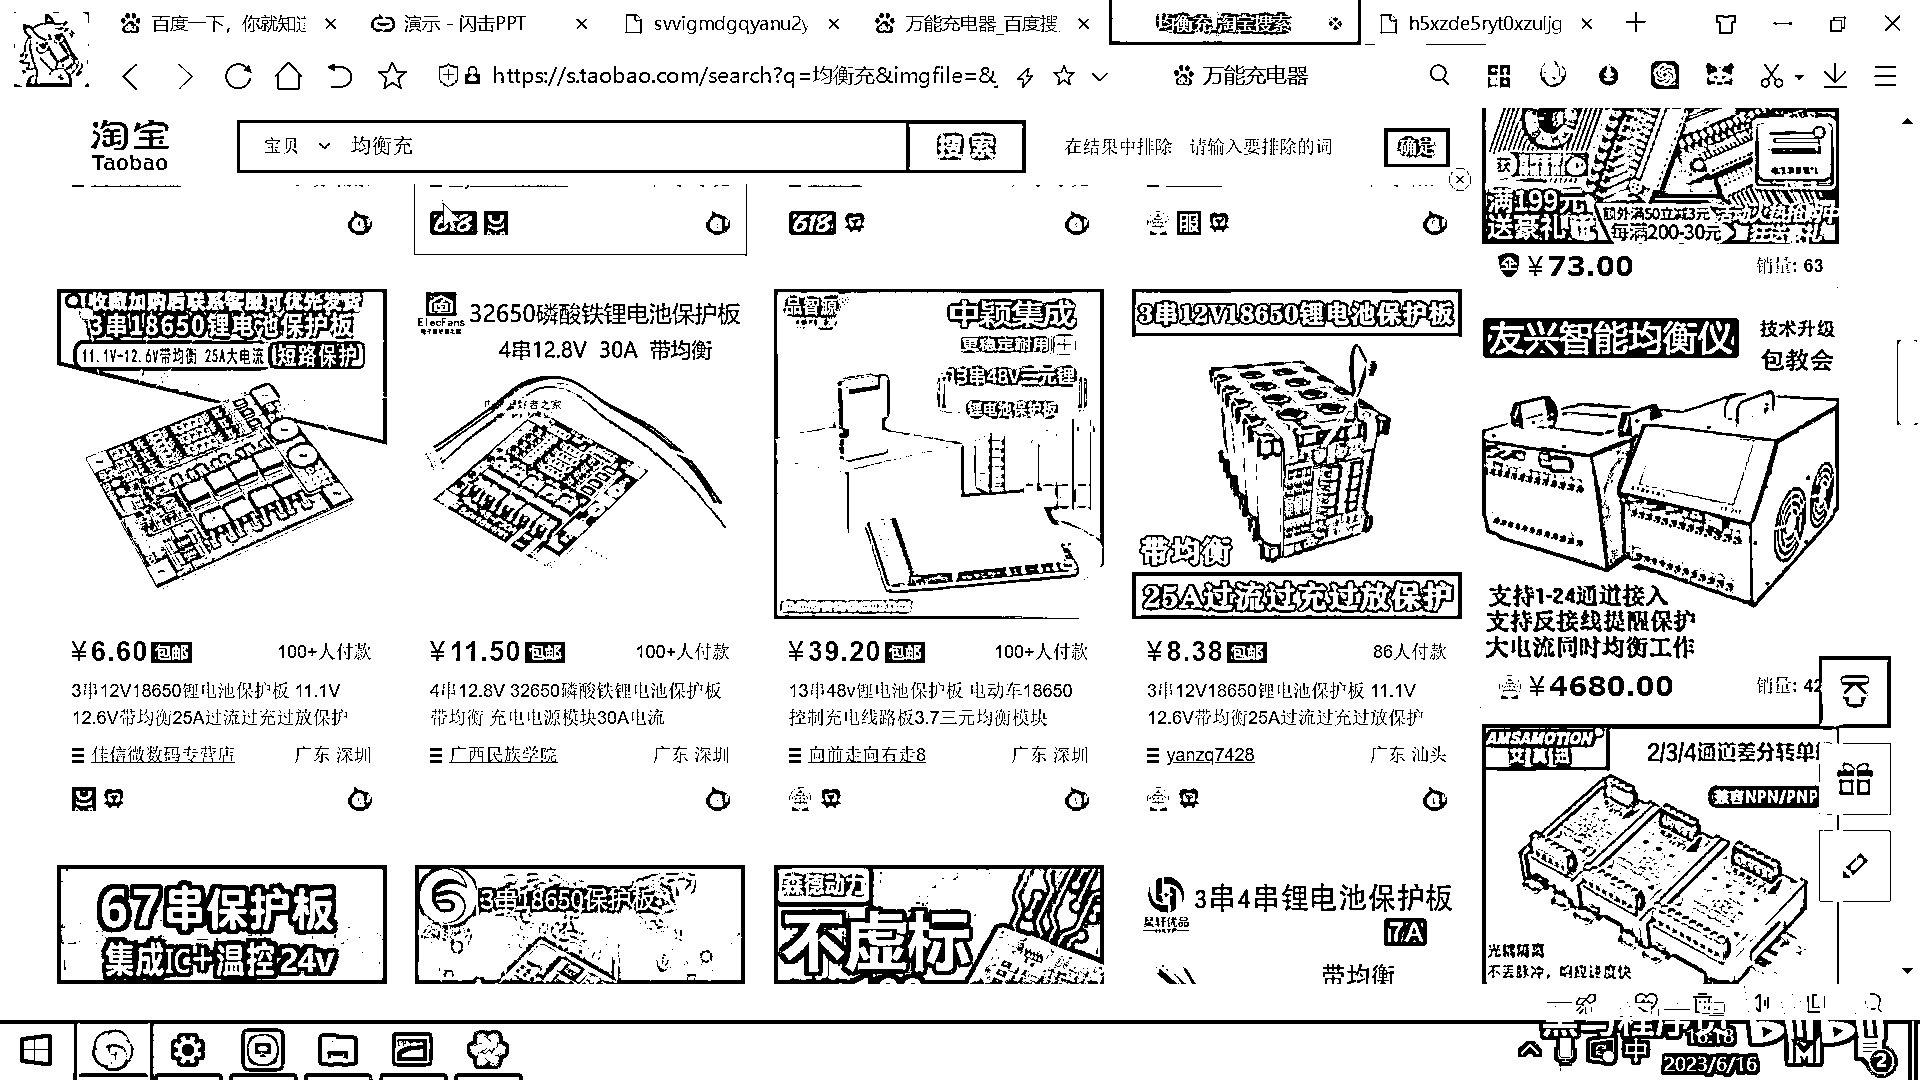 百度一下，你就知道
演示 - 闪击PPT
svvigmdgqyanu2y
万能充电器_百度搜
均衡充_淘宝搜索
h5xzde5ryt0xzuljg
https://s.taobao.com/search?q=均衡充&imgfile=&
万能充电器
淘宝
Taobao
宝贝
均衡充
搜索
在结果中排除
请输入要排除的词
确定
618
618
服
满199元
送豪礼
额外满50立减3元
每满200-30元
¥73.00
销量: 63
收藏加购后联系客服可优先发货
3串18650锂电池保护板
11.1V-12.6V带均衡 25A大电流
短路保护
ElecFans
32650磷酸铁锂电池保护板
4串12.8V 30A 带均衡
品智源
中颖集成
更稳定耐用
13串48V三元锂
锂电池保护板
3串12V18650锂电池保护板
带均衡
25A过流过充过放保护
友兴智能均衡仪
技术升级
包教会
支持1-24通道接入
支持反接线提醒保护
大电流同时均衡工作
¥6.60
包邮
100+人付款
¥11.50
包邮
100+人付款
¥39.20
包邮
100+人付款
¥8.38
包邮
86人付款
¥4680.00
销量: 42
3串12V18650锂电池保护板 11.1V
12.6V带均衡25A过流过充过放保护
4串12.8V 32650磷酸铁锂电池保护板
带均衡 充电电源模块30A电流
13串48v锂电池保护板 电动车18650
控制充电线路板3.7三元均衡模块
3串12V18650锂电池保护板 11.1V
12.6V带均衡25A过流过充过放保护
佳信微数码专营店
广东 深圳
广西民族学院
广东 深圳
向前走向右走8
广东 深圳
yanzq7428
广东 汕头
AMSAMOTION
艾莫迅
2/3/4通道差分转单
兼容NPN/PNP
光耦隔离
不丢脉冲，响应速度快
67串保护板
集成IC+温控24v
3串18650保护板
森德动力
不虚标
3串4串锂电池保护板
7A
带均衡
黑马程序员
中
16:18
2023/6/16
2